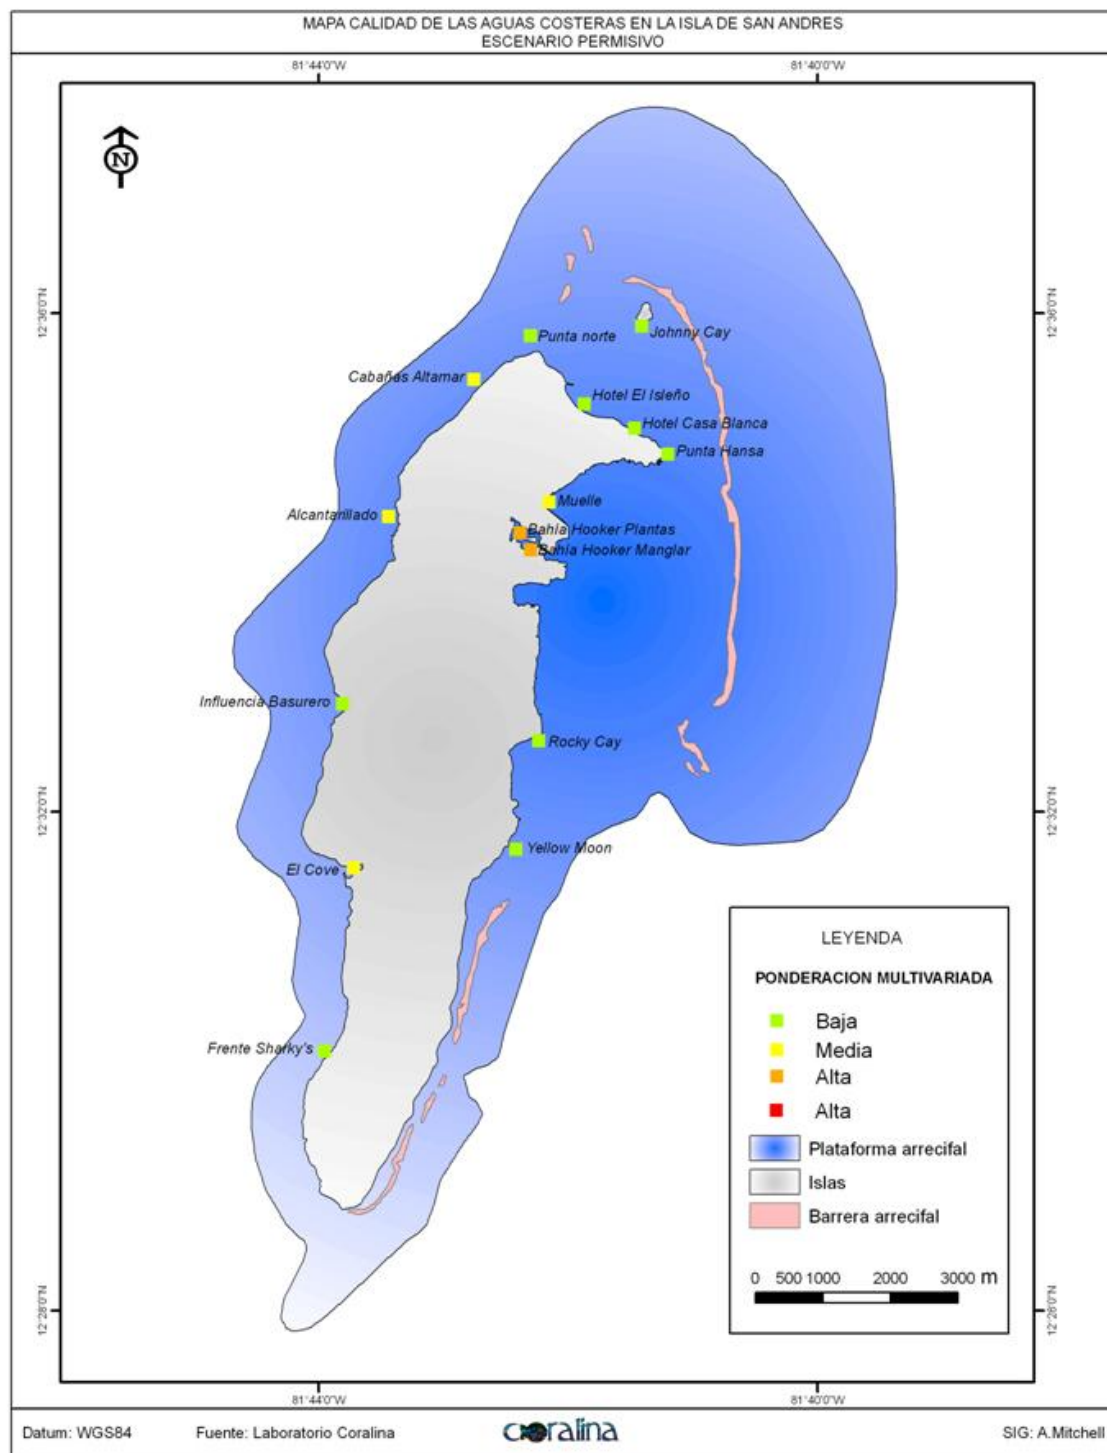 MAPA CALIDAD DE LAS AGUAS COSTERAS EN LA ISLA DE SAN ANDRES
ESCENARIO PERMISIVO
81°44'0"W
81°40'0"W
N
12°36'0"N
12°36'0"N
Johnny Cay
Punta norte
Cabañas Altamar
Hotel El Isleño
Hotel Casa Blanca
Punta Hansa
Muelle
Alcantarillado
Bahía Hooker Plantas
Bahía Hooker Manglar
Influencia Basurero
Rocky Cay
12°32'0"N
12°32'0"N
Yellow Moon
El Cove
Frente Sharky's
LEYENDA
PONDERACION MULTIVARIADA
Baja
Media
Alta
Alta
Plataforma arrecifal
Islas
Barrera arrecifal
0 500 1000 2000 3000 m
12°28'0"N
12°28'0"N
81°44'0"W
81°40'0"W
Datum: WGS84
Fuente: Laboratorio Coralina
coralina
SIG: A.Mitchell